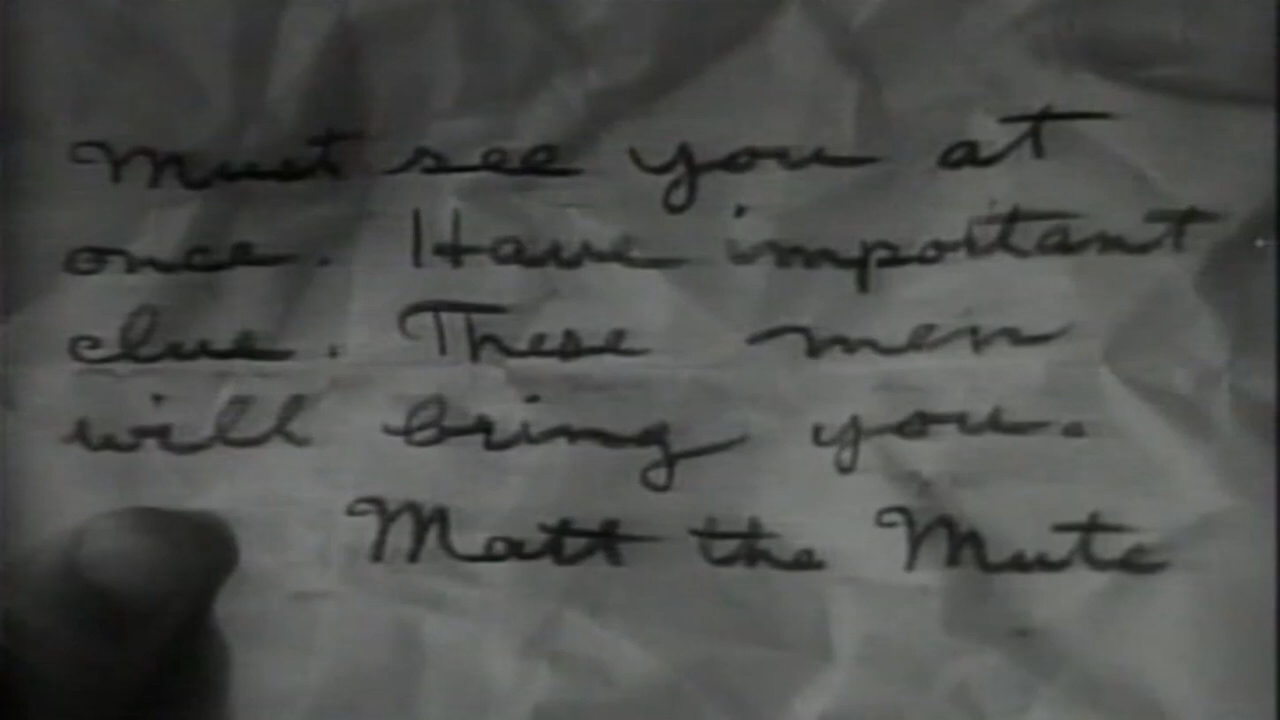 Must see you at
once. Have important
clue. These men
will bring you.
Matt the Mute